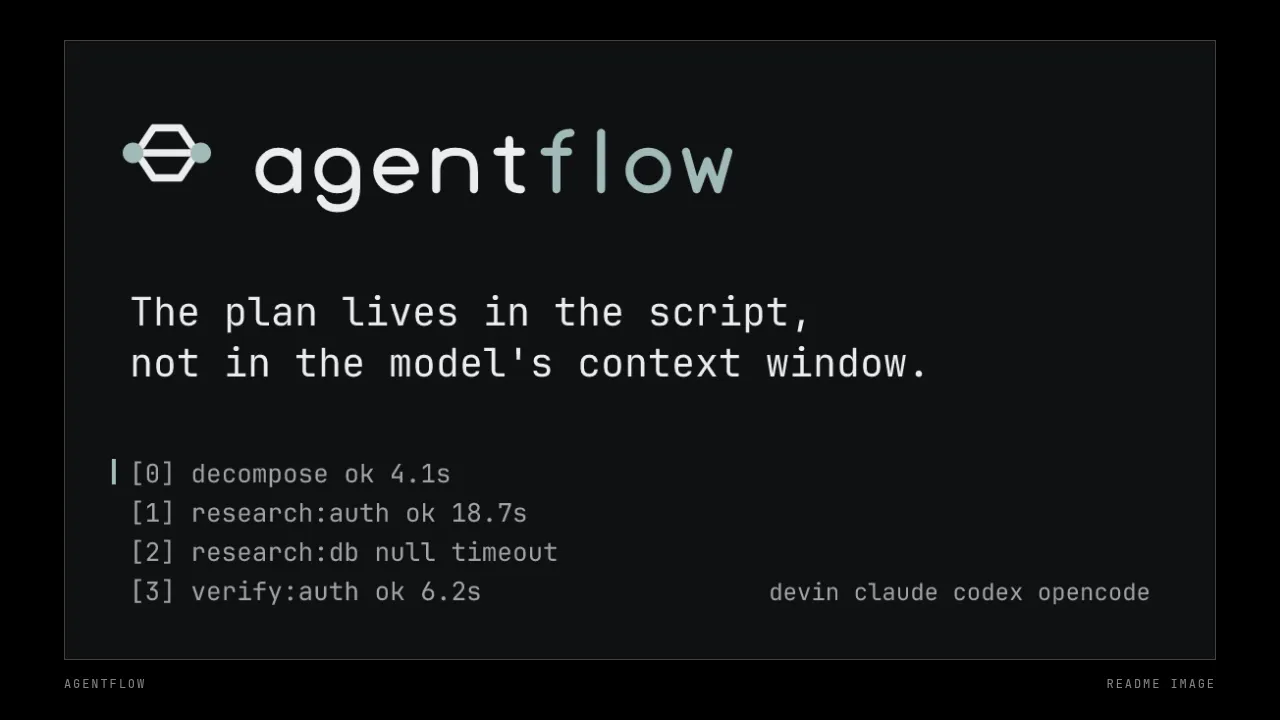 agentflow
The plan lives in the script,
not in the model's context window.
[0] decompose ok 4.1s
[1] research:auth ok 18.7s
[2] research:db null timeout
[3] verify:auth ok 6.2s
devin claude codex opencode
AGENTFLOW
README IMAGE